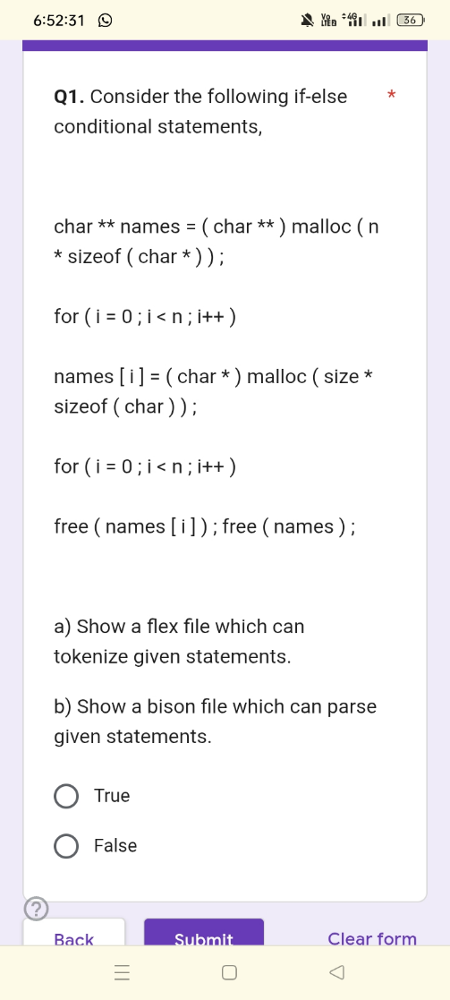 6:52:31
Vo LTE2 4G 36
Q1. Consider the following if-else *
conditional statements,
char ** names = ( char ** ) malloc ( n
* sizeof ( char * ) ) ;
for ( i = 0 ; i < n ; i++ )
names [ i ] = ( char * ) malloc ( size *
sizeof ( char ) ) ;
for ( i = 0 ; i < n ; i++ )
free ( names [ i ] ) ; free ( names ) ;
a) Show a flex file which can
tokenize given statements.
b) Show a bison file which can parse
given statements.
True
False
?
Back Submit Clear form